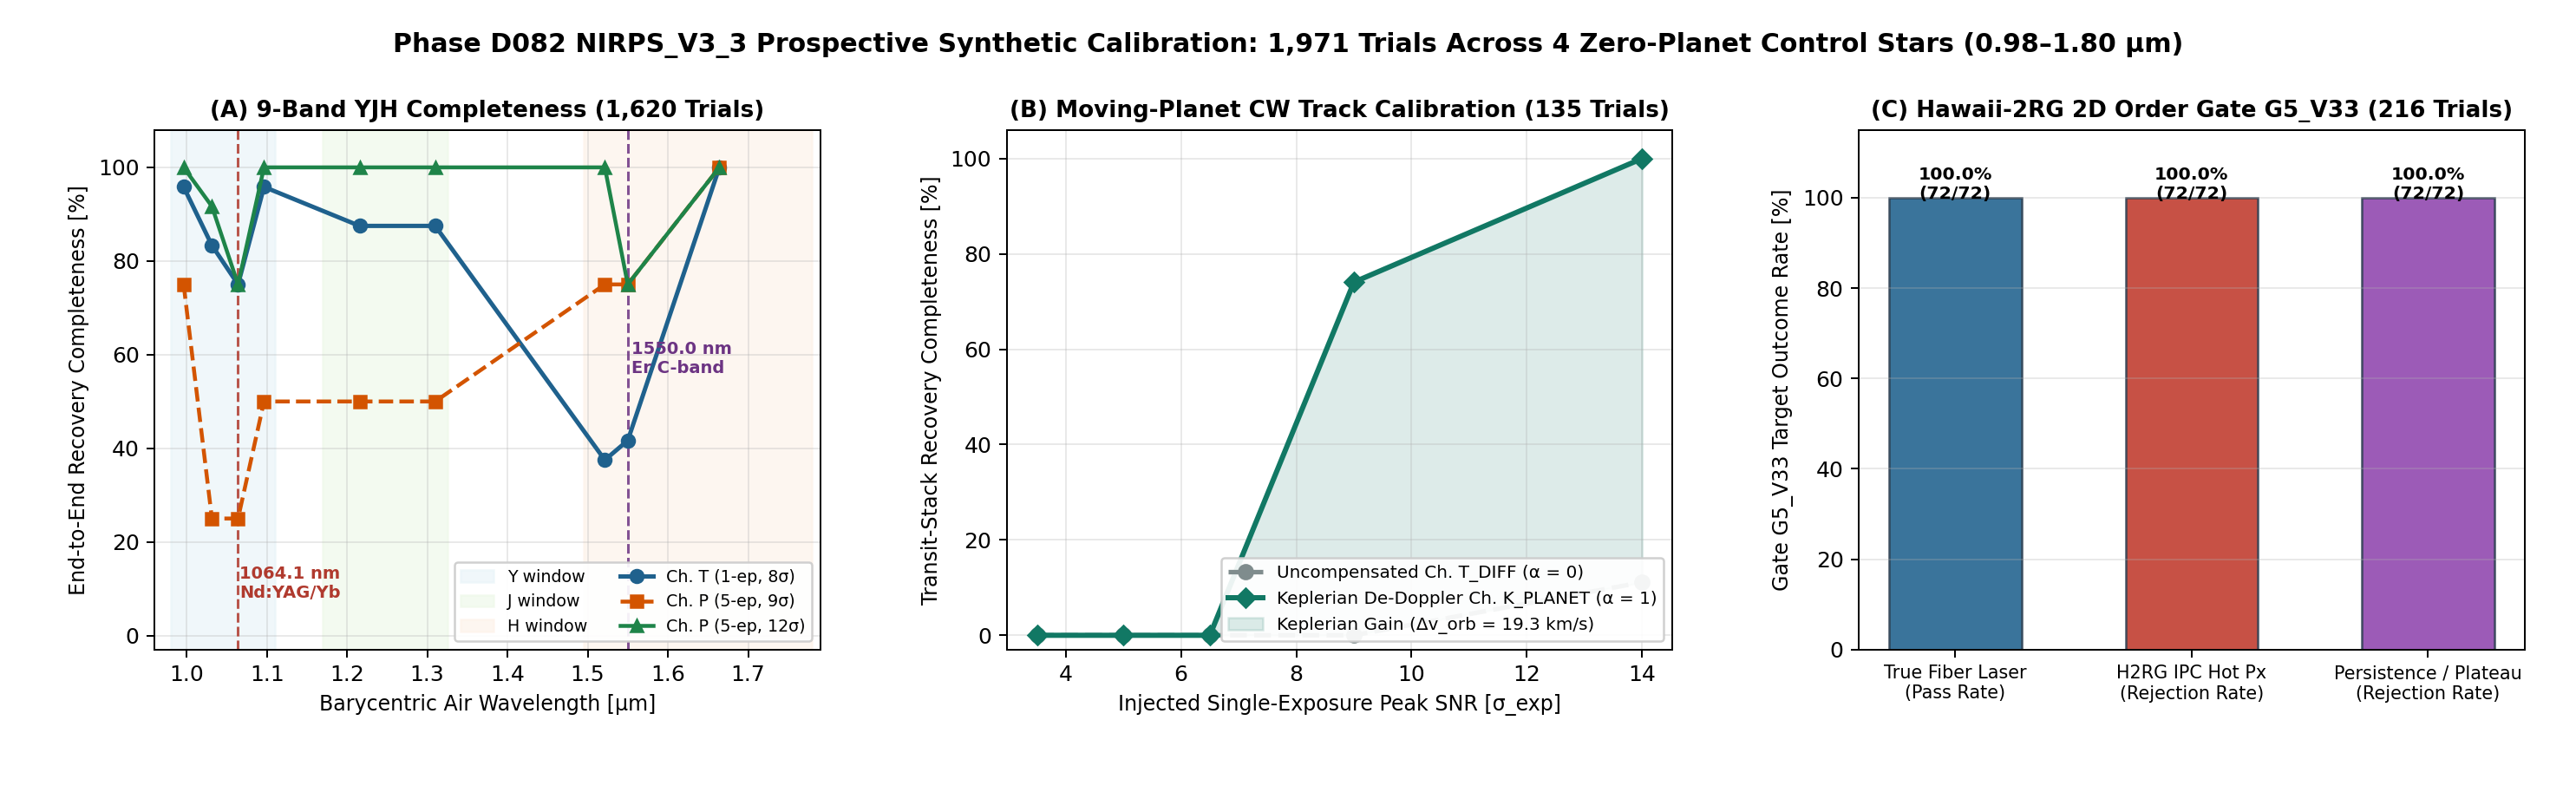 Phase D082 NIRPS_V3_3 Prospective Synthetic Calibration: 1,971 Trials Across 4 Zero-Planet Control Stars (0.98–1.80 μm)
(A) 9-Band YJH Completeness (1,620 Trials)
End-to-End Recovery Completeness [%]
100
80
60
40
20
0
1064.1 nm
Nd:YAG/Yb
1550.0 nm
Er C-band
Y window
J window
H window
Ch. T (1-ep, 8σ)
Ch. P (5-ep, 9σ)
Ch. P (5-ep, 12σ)
1.0 1.1 1.2 1.3 1.4 1.5 1.6 1.7
Barycentric Air Wavelength [μm]
(B) Moving-Planet CW Track Calibration (135 Trials)
Transit-Stack Recovery Completeness [%]
100
80
60
40
20
0
Uncompensated Ch. T_DIFF (α = 0)
Keplerian De-Doppler Ch. K_PLANET (α = 1)
Keplerian Gain (Δv_orb = 19.3 km/s)
4 6 8 10 12 14
Injected Single-Exposure Peak SNR [σ_exp]
(C) Hawaii-2RG 2D Order Gate G5_V33 (216 Trials)
Gate G5_V33 Target Outcome Rate [%]
100
80
60
40
20
0
100.0%
(72/72)
100.0%
(72/72)
100.0%
(72/72)
True Fiber Laser
(Pass Rate)
H2RG IPC Hot Px
(Rejection Rate)
Persistence / Plateau
(Rejection Rate)